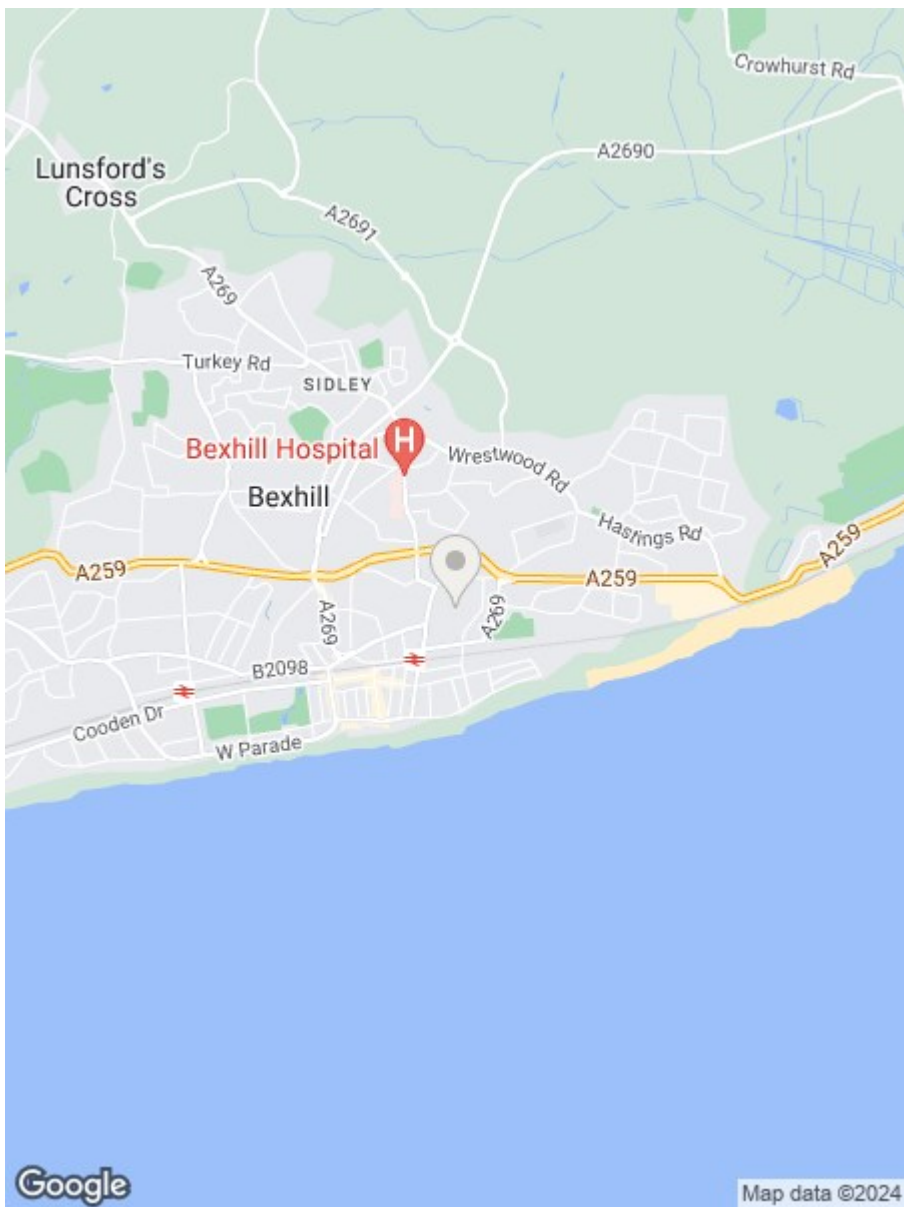 Crowhurst Rd
A2690
Lunsford's
Cross
A2691
A269
Turkey Rd
SIDLEY
Bexhill Hospital
H
Wrestwood Rd
Bexhill
Hastings Rd
A259
A259
A259
A269
A269
B2098
Cooden Dr
W Parade
Google
Map data ©2024